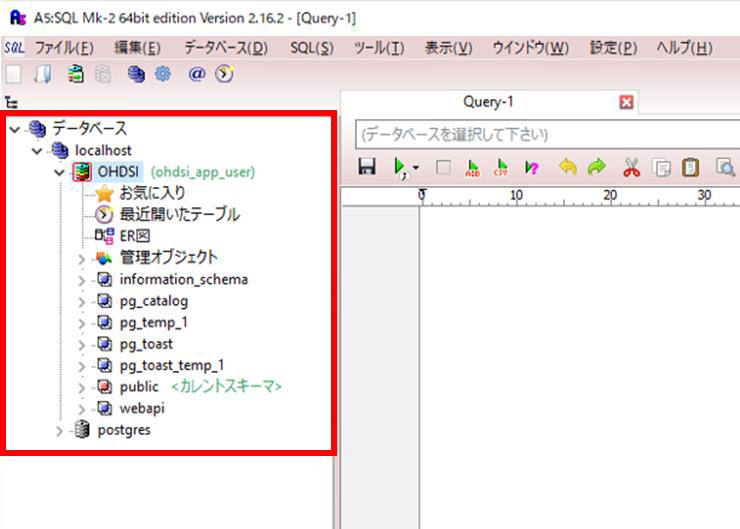 A5:SQL Mk-2 64bit edition Version 2.16.2 - [Query-1]
SQL ファイル(F) 編集(E) データベース(D) SQL(S) ツール(T) 表示(V) ウインドウ(W) 設定(P) ヘルプ(H)
Query-1
データベース
(データベースを選択して下さい)
localhost
OHDSI (ohdsi_app_user)
お気に入り
最近開いたテーブル
0 10 20 30
ER図
管理オブジェクト
information_schema
pg_catalog
pg_temp_1
pg_toast
pg_toast_temp_1
public <カレントスキーマ>
webapi
postgres